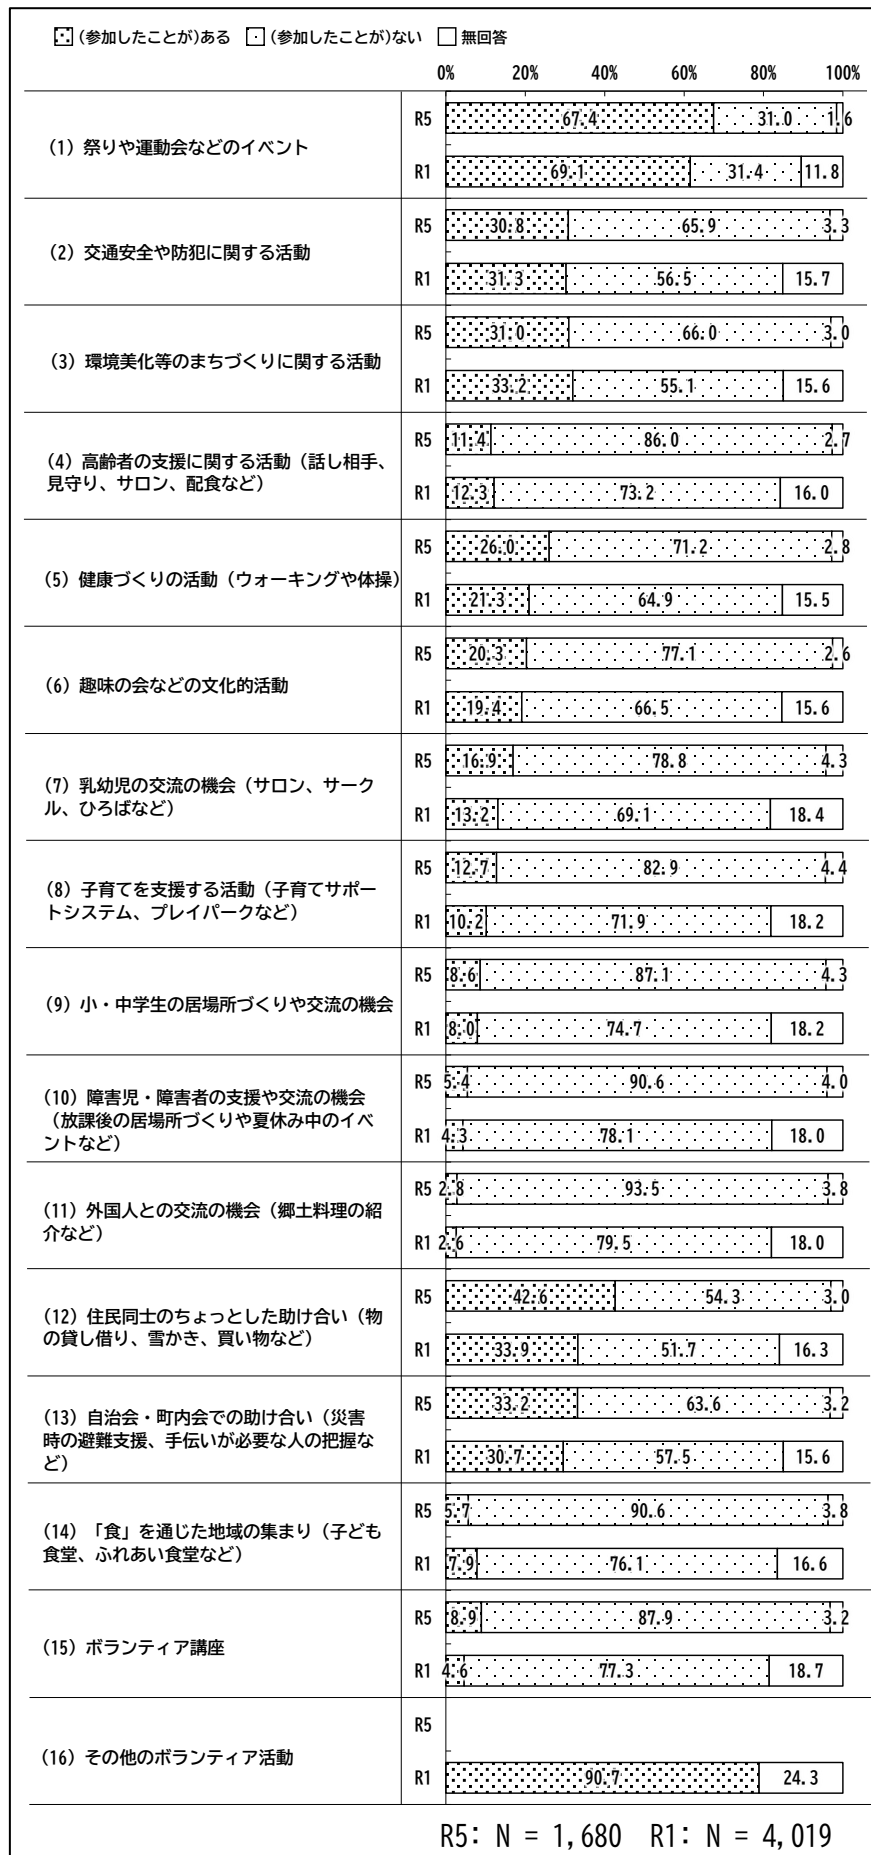 (参加したことが)ある (参加したことが)ない 無回答
0% 20% 40% 60% 80% 100%
(1) 祭りや運動会などのイベント
R5 67.4 31.0 1.6
R1 69.1 31.4 11.8
(2) 交通安全や防犯に関する活動
R5 30.8 65.9 3.3
R1 31.3 56.5 15.7
(3) 環境美化等のまちづくりに関する活動
R5 31.0 66.0 3.0
R1 33.2 55.1 15.6
(4) 高齢者の支援に関する活動（話し相手、
見守り、サロン、配食など）
R5 11.4 86.0 2.7
R1 12.3 73.2 16.0
(5) 健康づくりの活動（ウォーキングや体操）
R5 26.0 71.2 2.8
R1 21.3 64.9 15.5
(6) 趣味の会などの文化的活動
R5 20.3 77.1 2.6
R1 19.4 66.5 15.6
(7) 乳幼児の交流の機会（サロン、サーク
ル、ひろばなど）
R5 16.9 78.8 4.3
R1 13.2 69.1 18.4
(8) 子育てを支援する活動（子育てサポー
トシステム、プレイパークなど）
R5 12.7 82.9 4.4
R1 10.2 71.9 18.2
(9) 小・中学生の居場所づくりや交流の機会
R5 8.6 87.1 4.3
R1 8.0 74.7 18.2
(10) 障害児・障害者の支援や交流の機会
（放課後の居場所づくりや夏休み中のイベ
ントなど）
R5 5.4 90.6 4.0
R1 4.3 78.1 18.0
(11) 外国人との交流の機会（郷土料理の紹
介など）
R5 2.8 93.5 3.8
R1 2.6 79.5 18.0
(12) 住民同士のちょっとした助け合い（物
の貸し借り、雪かき、買い物など）
R5 42.6 54.3 3.0
R1 33.9 51.7 16.3
(13) 自治会・町内会での助け合い（災害
時の避難支援、手伝いが必要な人の把握な
ど）
R5 33.2 63.6 3.2
R1 30.7 57.5 15.6
(14) 「食」を通じた地域の集まり（子ども
食堂、ふれあい食堂など）
R5 5.7 90.6 3.8
R1 7.9 76.1 16.6
(15) ボランティア講座
R5 8.9 87.9 3.2
R1 4.6 77.3 18.7
(16) その他のボランティア活動
R5
R1 90.7 24.3
R5: N = 1,680 R1: N = 4,019